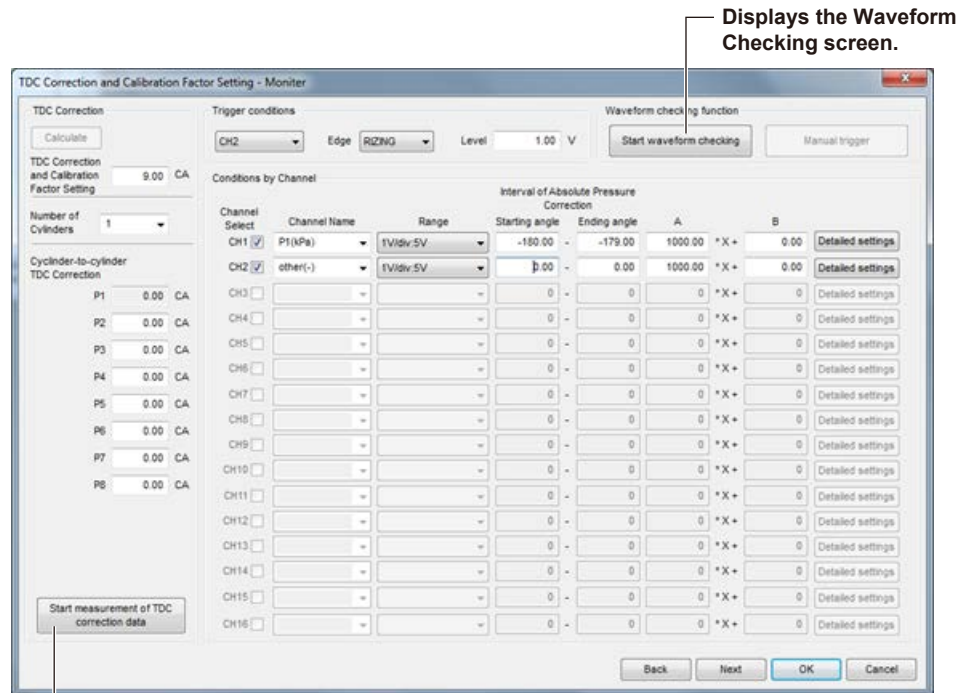 Displays the Waveform
Checking screen.
TDC Correction and Calibration Factor Setting - Moniter
TDC Correction
Calculate
TDC Correction
and Calibration
Factor Setting
9.00 CA
Number of
Cylinders
1
Cyclinder-to-cyclinder
TDC Correction
P1 0.00 CA
P2 0.00 CA
P3 0.00 CA
P4 0.00 CA
P5 0.00 CA
P6 0.00 CA
P7 0.00 CA
P8 0.00 CA
Start measurement of TDC
correction data
Trigger conditions
CH2 Edge RIZING Level 1.00 V
Waveform checking function
Start waveform checking Manual trigger
Conditions by Channel
Interval of Absolute Pressure
Correction
Channel
Select Channel Name Range Starting angle Ending angle A B
CH1 P1(kPa) 1V/div:5V -180.00 - -179.00 1000.00 * X + 0.00 Detailed settings
CH2 other(-) 1V/div:5V 0.00 - 0.00 1000.00 * X + 0.00 Detailed settings
CH3 0 - 0 0 * X + 0 Detailed settings
CH4 0 - 0 0 * X + 0 Detailed settings
CH5 0 - 0 0 * X + 0 Detailed settings
CH6 0 - 0 0 * X + 0 Detailed settings
CH7 0 - 0 0 * X + 0 Detailed settings
CH8 0 - 0 0 * X + 0 Detailed settings
CH9 0 - 0 0 * X + 0 Detailed settings
CH10 0 - 0 0 * X + 0 Detailed settings
CH11 0 - 0 0 * X + 0 Detailed settings
CH12 0 - 0 0 * X + 0 Detailed settings
CH13 0 - 0 0 * X + 0 Detailed settings
CH14 0 - 0 0 * X + 0 Detailed settings
CH15 0 - 0 0 * X + 0 Detailed settings
CH16 0 - 0 0 * X + 0 Detailed settings
Back Next OK Cancel